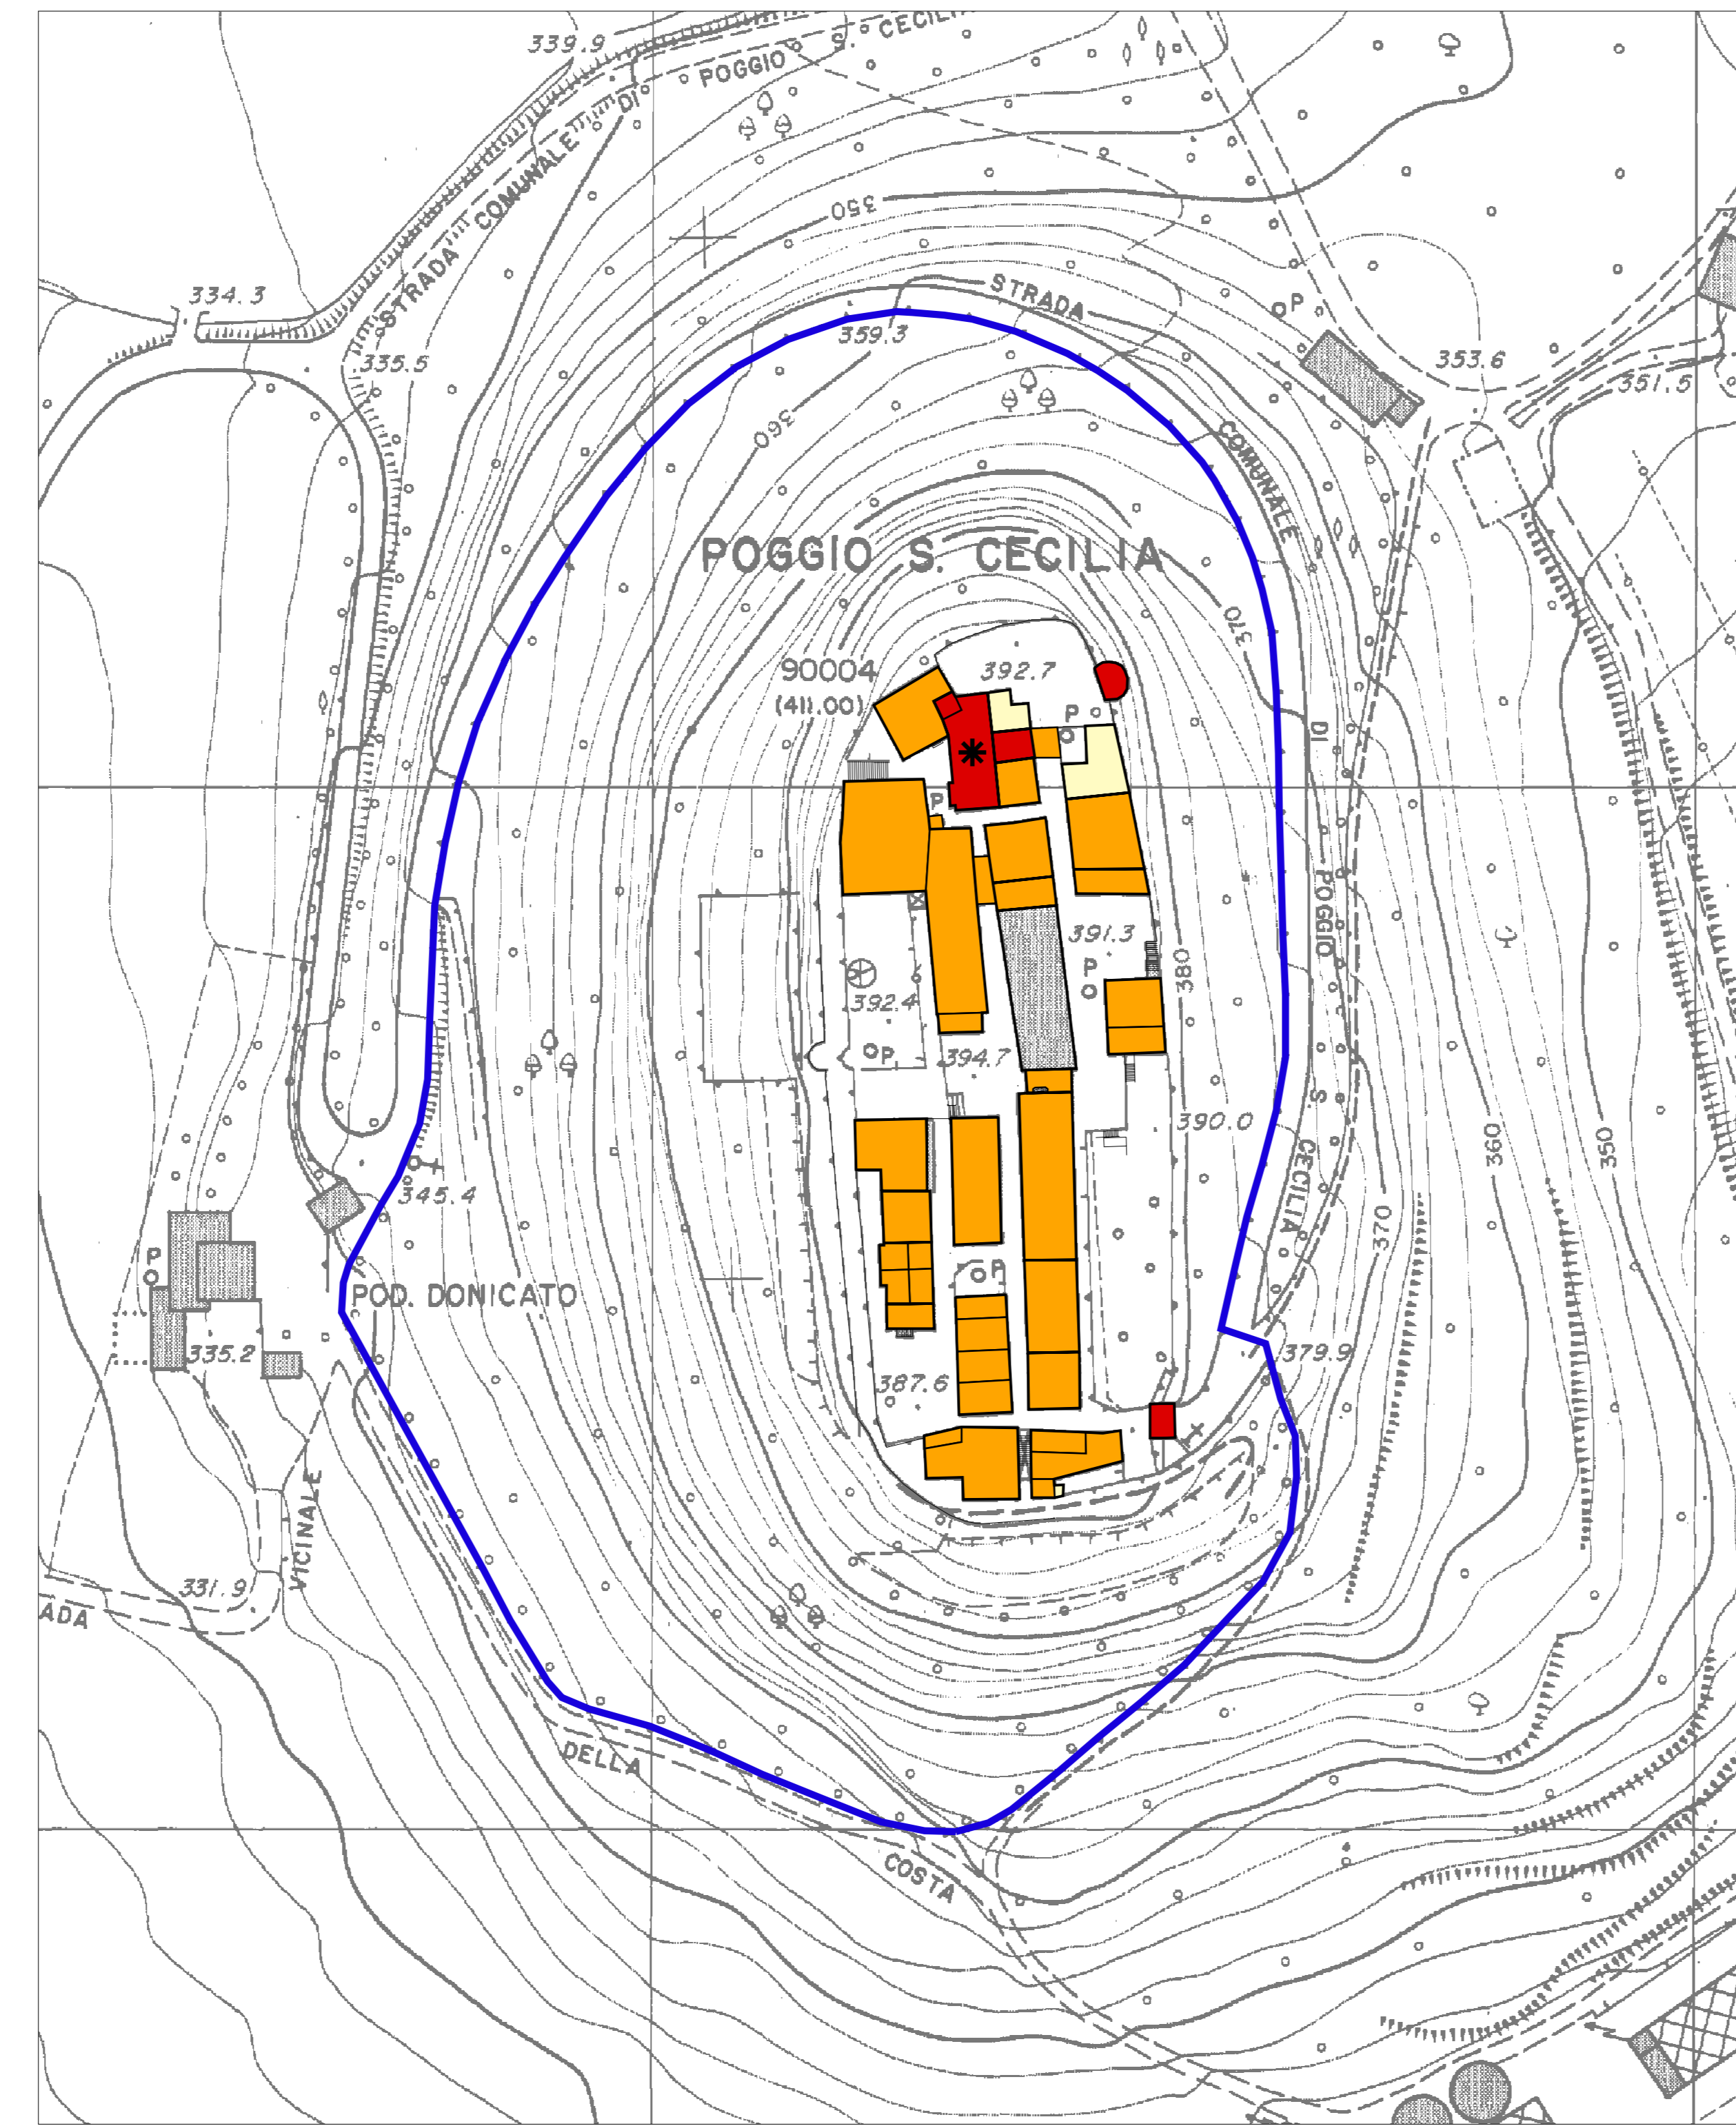 339.9
STRADA COMUNALE DI POGGIO S. CECILIA
350
334.3
STRADA COMUNALE DI POGGIO S. CECILIA
359.3
P
335.5
353.6
351.5
360
POGGIO S. CECILIA
370
90004
(411.00)
392.7
P
P
391.3
P
380
392.4
P
394.7
390.0
360
350
345.4
370
P
P
POD. DONICATO
335.2
379.9
387.6
VICINALE
331.9
ADA
DELLA
COSTA